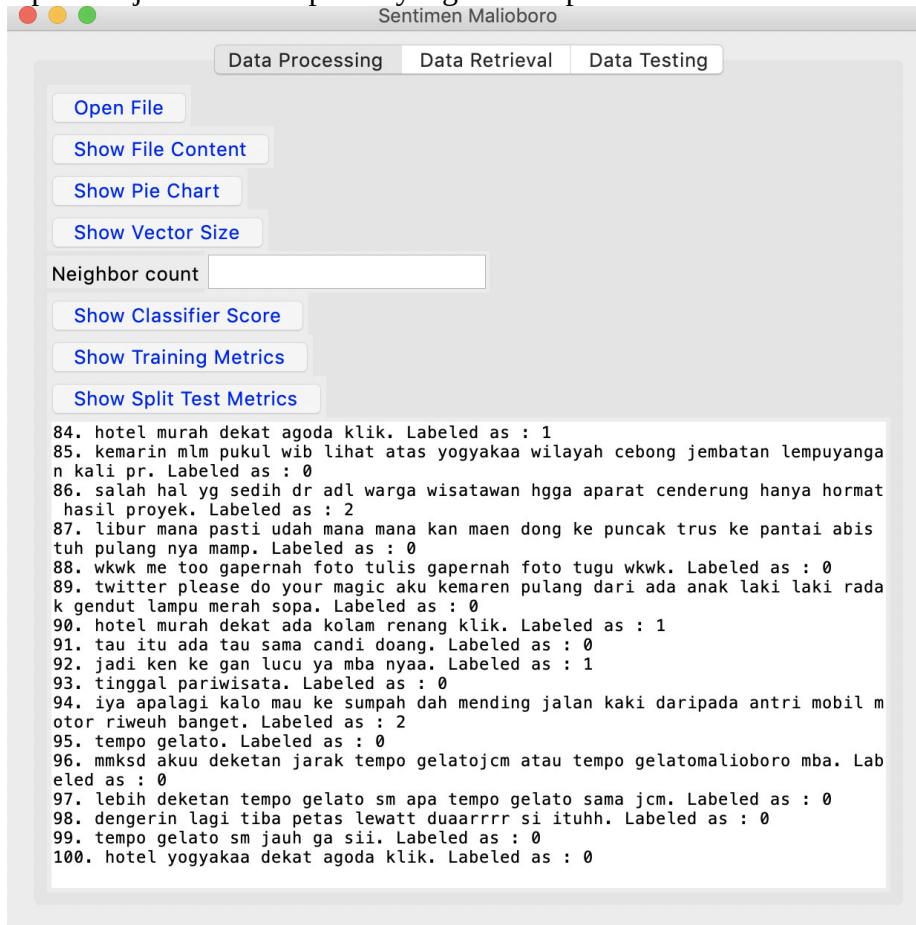 Sentimen Malioboro
Data Processing Data Retrieval Data Testing
Open File
Show File Content
Show Pie Chart
Show Vector Size
Neighbor count
Show Classifier Score
Show Training Metrics
Show Split Test Metrics
84. hotel murah dekat agoda klik. Labeled as : 1
85. kemarin mlm pukul wib lihat atas yogyakaa wilayah cebong jembatan lempuyanga
n kali pr. Labeled as : 0
86. salah hal yg sedih dr adl warga wisatawan hgga aparat cenderung hanya hormat
hasil proyek. Labeled as : 2
87. libur mana pasti udah mana mana kan maen dong ke puncak trus ke pantai abis
tuh pulang nya mamp. Labeled as : 0
88. wkwk me too gapernah foto tulis gapernah foto tugu wkwk. Labeled as : 0
89. twitter please do your magic aku kemaren pulang dari ada anak laki laki rada
k gendut lampu merah sopa. Labeled as : 0
90. hotel murah dekat ada kolam renang klik. Labeled as : 1
91. tau itu ada tau sama candi doang. Labeled as : 0
92. jadi ken ke gan lucu ya mba nyaa. Labeled as : 1
93. tinggal pariwisata. Labeled as : 0
94. iya apalagi kalo mau ke sumpah dah mending jalan kaki daripada antri mobil m
otor riweuh banget. Labeled as : 2
95. tempo gelato. Labeled as : 0
96. mmksd akuu deketan jarak tempo gelatojcm atau tempo gelatomalioboro mba. Lab
eled as : 0
97. lebih deketan tempo gelato sm apa tempo gelato sama jcm. Labeled as : 0
98. dengerin lagi tiba petas lewatt duaarrrr si ituhh. Labeled as : 0
99. tempo gelato sm jauh ga sii. Labeled as : 0
100. hotel yogyakaa dekat agoda klik. Labeled as : 0